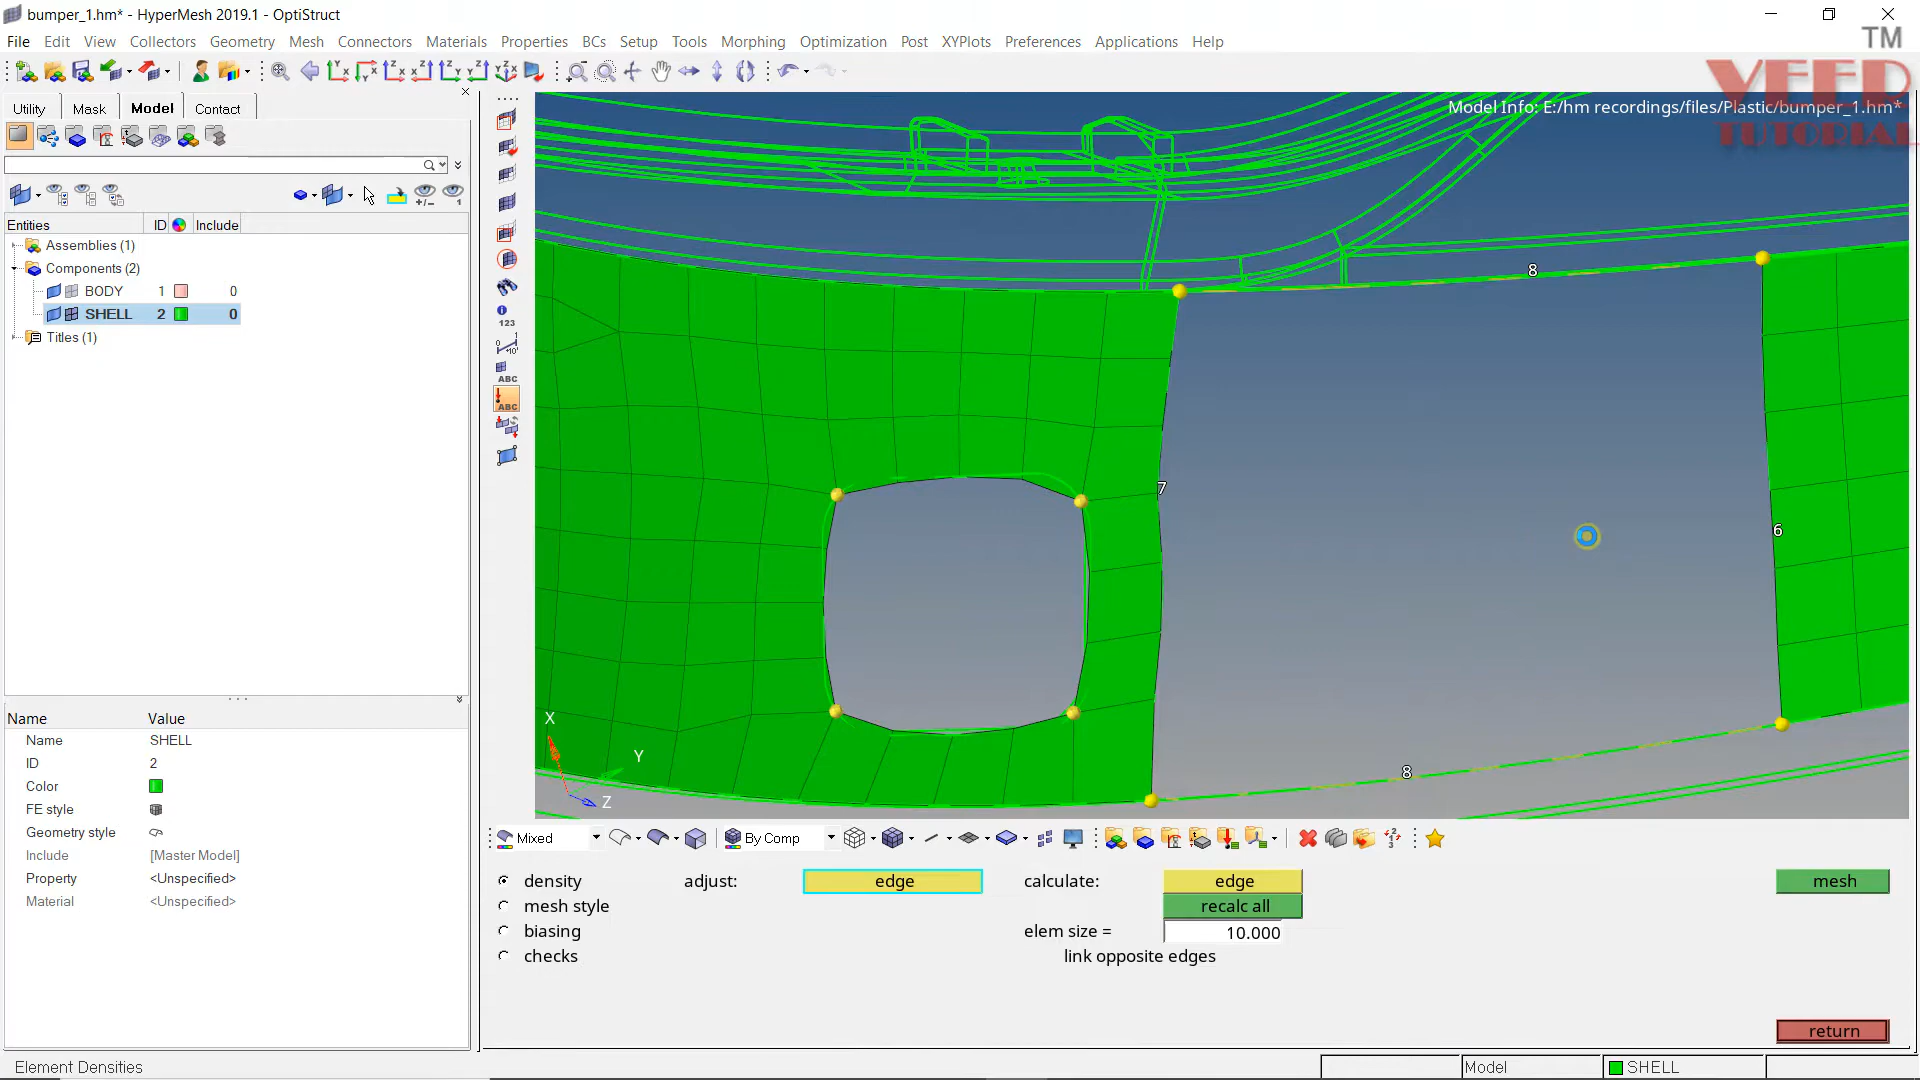 bumper_1.hm* - HyperMesh 2019.1 - OptiStruct
File Edit View Collectors Geometry Mesh Connectors Materials Properties BCs Setup Tools Morphing Optimization Post XYPlots Preferences Applications Help
TM
VEED
TUTORIAL
Utility Mask Model Contact
Model Info: E:/hm recordings/files/Plastic/bumper_1.hm*
Entities ID Include
Assemblies (1)
Components (2)
BODY 1 0
SHELL 2 0
Titles (1)
123
ABC
ABC
8
7
6
8
X
Y
Z
Name Value
Name SHELL
ID 2
Color
FE style
Geometry style
Include [Master Model]
Property <Unspecified>
Material <Unspecified>
Mixed By Comp
density adjust: edge calculate: edge mesh
mesh style recalc all
biasing elem size = 10.000
checks link opposite edges
return
Element Densities Model SHELL